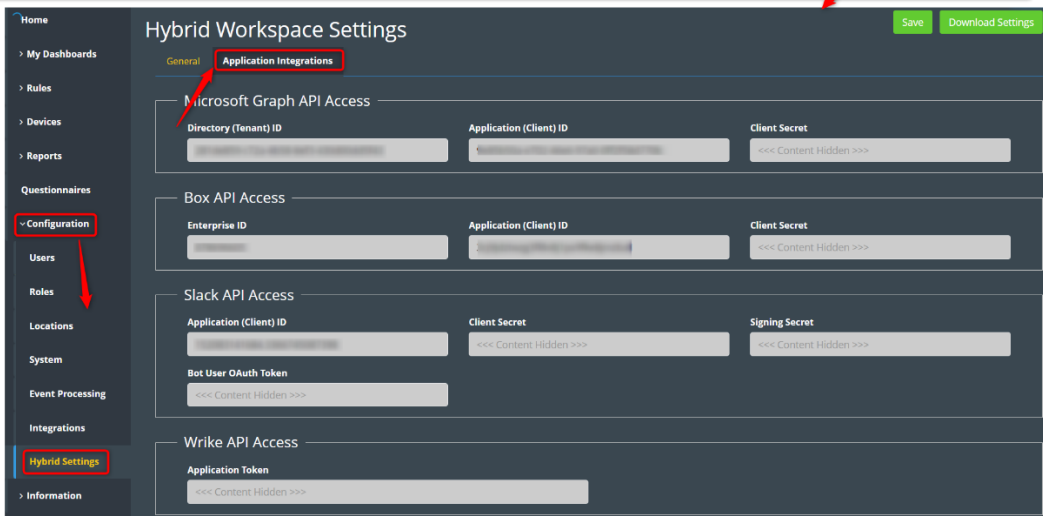 Home
> My Dashboards
> Rules
> Devices
> Reports
Questionnaires
Configuration
Users
Roles
Locations
System
Event Processing
Integrations
Hybrid Settings
> Information
Hybrid Workspace Settings
Save Download Settings
General Application Integrations
Microsoft Graph API Access
Directory (Tenant) ID Application (Client) ID Client Secret
<<< Content Hidden >>>
Box API Access
Enterprise ID Application (Client) ID Client Secret
<<< Content Hidden >>>
Slack API Access
Application (Client) ID Client Secret Signing Secret
<<< Content Hidden >>> <<< Content Hidden >>>
Bot User OAuth Token
<<< Content Hidden >>>
Wrike API Access
Application Token
<<< Content Hidden >>>